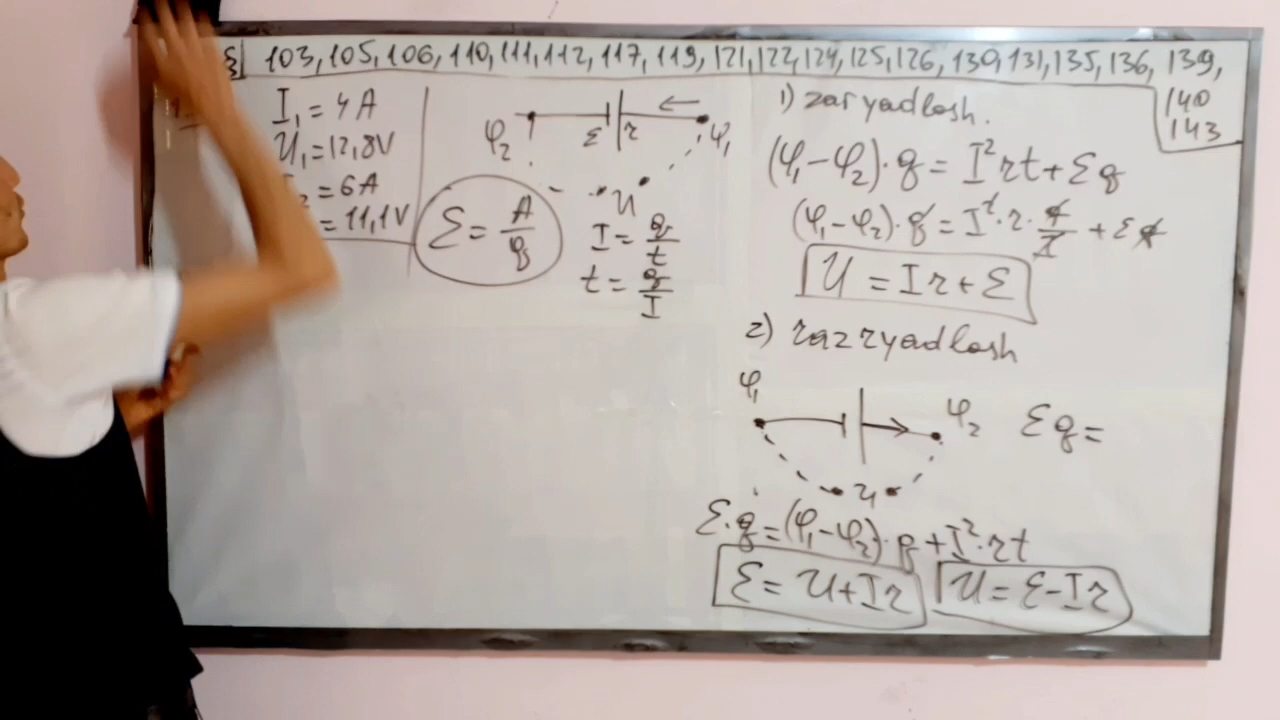 103, 105, 106, 110, 111, 112, 117, 119, 121, 122, 124, 125, 126, 130, 131, 135, 136, 139,
140
143
I₁ = 4 A
U₁ = 12,8V
₂ = 6A
= 11,1V
φ₂ ε r φ₁
U
ε = A/q
I = q/t
t = q/I
1) zaryadlash.
(φ₁-φ₂)·q = I²rt + εq
(φ₁-φ₂)·q = I²·r·q/I + εq
U = Ir + ε
2) razryadlash
φ₁ φ₂
U
εq =
ε·q = (φ₁-φ₂)·q + I²·rt
ε = U + Ir
U = ε - Ir